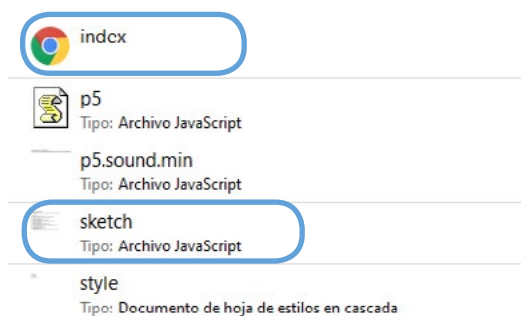 index
p5
Tipo: Archivo JavaScript
p5.sound.min
Tipo: Archivo JavaScript
sketch
Tipo: Archivo JavaScript
style
Tipo: Documento de hoja de estilos en cascada